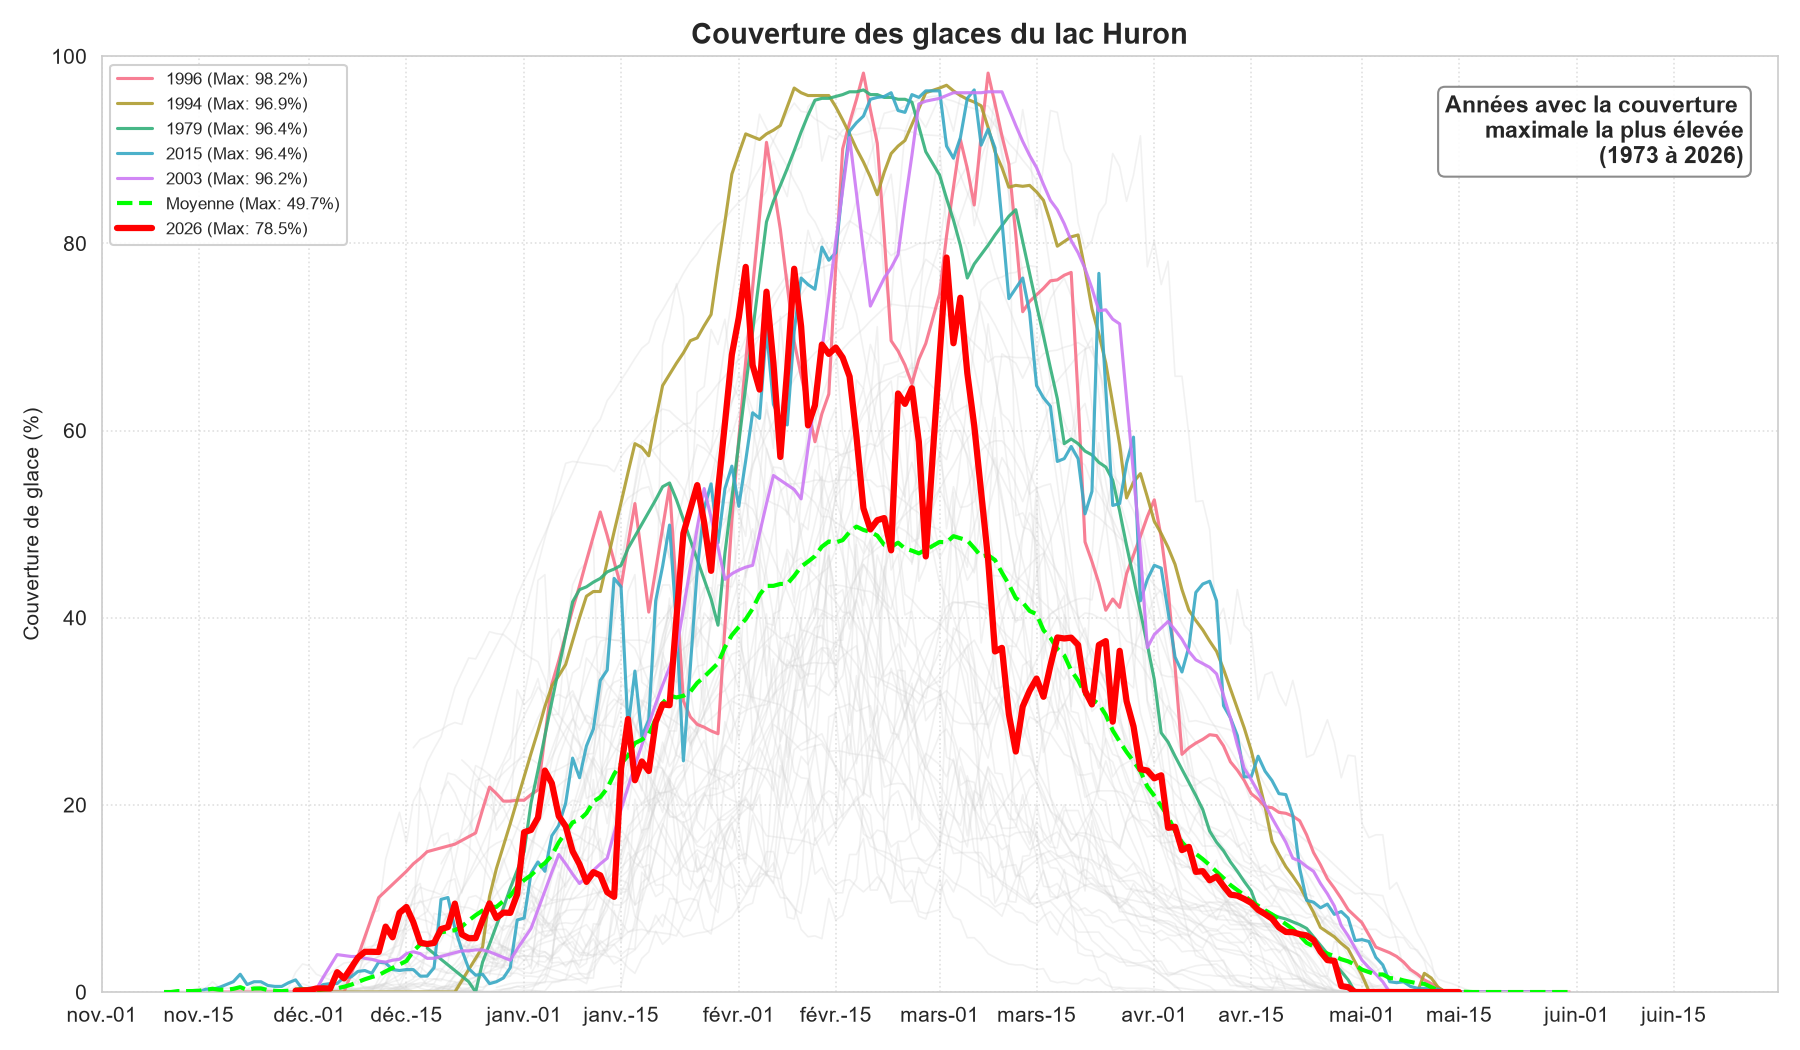 Couverture des glaces du lac Huron
1996 (Max: 98.2%)
1994 (Max: 96.9%)
1979 (Max: 96.4%)
2015 (Max: 96.4%)
2003 (Max: 96.2%)
Moyenne (Max: 49.7%)
2026 (Max: 78.5%)
Années avec la couverture
maximale la plus élevée
(1973 à 2026)
Couverture de glace (%)
100
80
60
40
20
0
nov.-01
nov.-15
déc.-01
déc.-15
janv.-01
janv.-15
févr.-01
févr.-15
mars-01
mars-15
avr.-01
avr.-15
mai-01
mai-15
juin-01
juin-15